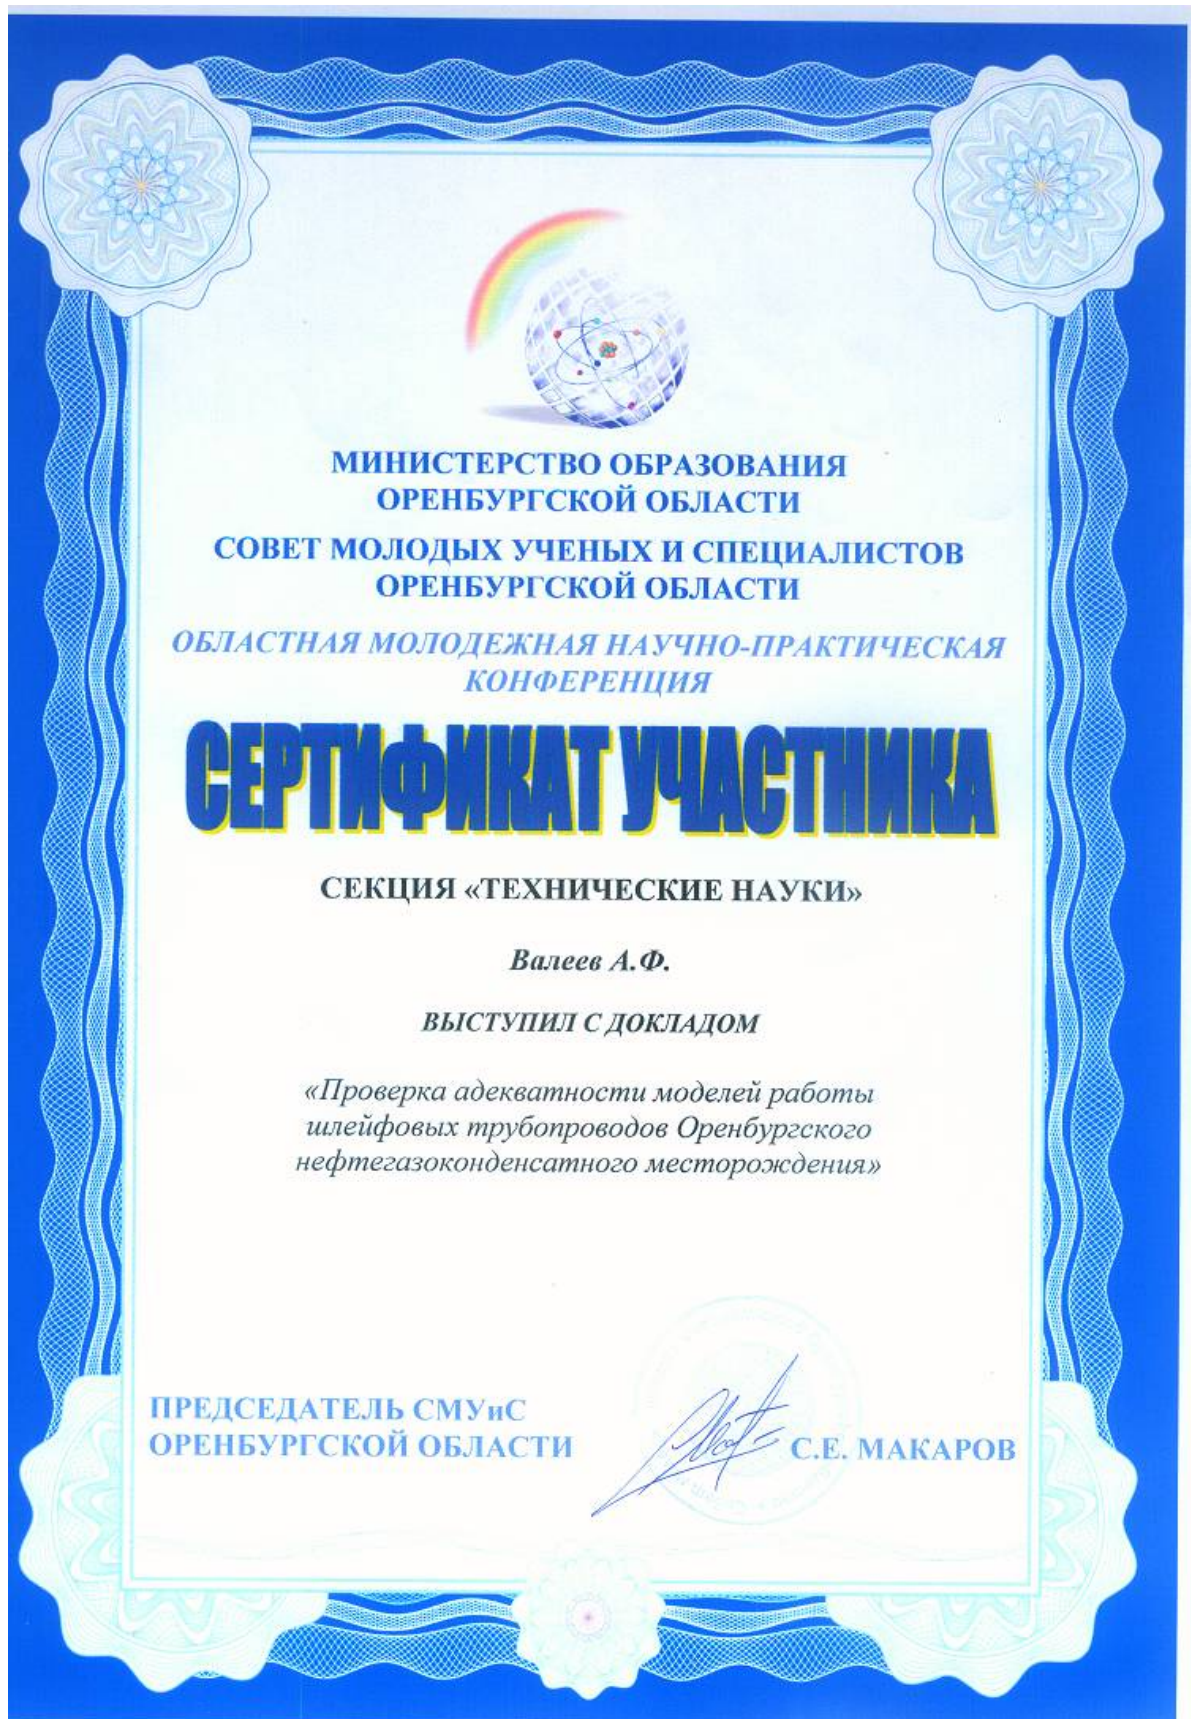 МИНИСТЕРСТВО ОБРАЗОВАНИЯ
ОРЕНБУРГСКОЙ ОБЛАСТИ
СОВЕТ МОЛОДЫХ УЧЕНЫХ И СПЕЦИАЛИСТОВ
ОРЕНБУРГСКОЙ ОБЛАСТИ
ОБЛАСТНАЯ МОЛОДЕЖНАЯ НАУЧНО-ПРАКТИЧЕСКАЯ
КОНФЕРЕНЦИЯ
СЕРТИФИКАТ УЧАСТНИКА
СЕКЦИЯ «ТЕХНИЧЕСКИЕ НАУКИ»
Валеев А.Ф.
ВЫСТУПИЛ С ДОКЛАДОМ
«Проверка адекватности моделей работы
шлейфовых трубопроводов Оренбургского
нефтегазоконденсатного месторождения»
ПРЕДСЕДАТЕЛЬ СМУиС
ОРЕНБУРГСКОЙ ОБЛАСТИ
С.Е. МАКАРОВ